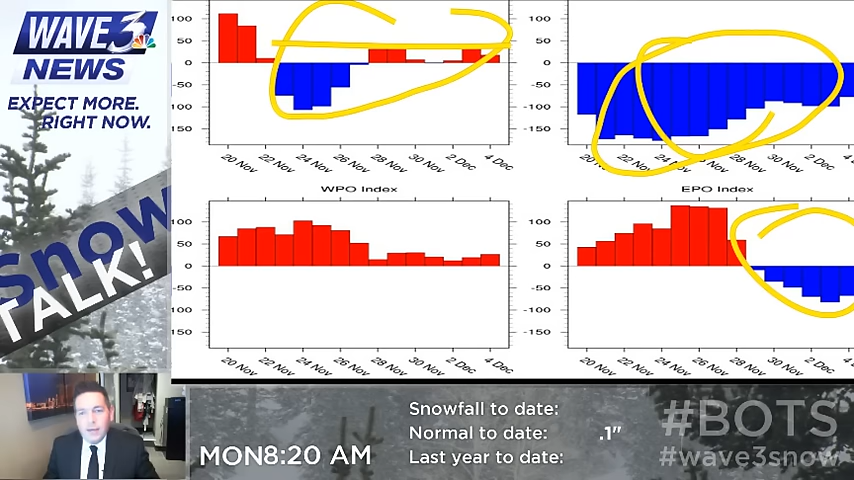 WAVE 3
NEWS
EXPECT MORE.
RIGHT NOW.
Snow
TALK!
100
50
0
-50
-100
150
20 Nov
22 Nov
24 Nov
26 Nov
28 Nov
30 Nov
2 Dec
4 Dec
100
50
0
-50
-100
-150
20 Nov
22 Nov
24 Nov
26 Nov
28 Nov
30 Nov
2 Dec
4 Dec
WPO Index
100
50
0
-50
100
150
20 Nov
22 Nov
24 Nov
26 Nov
28 Nov
30 Nov
2 Dec
4 Dec
EPO Index
100
50
0
-50
-100
-150
20 Nov
22 Nov
24 Nov
26 Nov
28 Nov
30 Nov
2 Dec
4 Dec
MON8:20 AM
Snowfall to date:
Normal to date: .1"
Last year to date:
#BOTS
#wave3snow